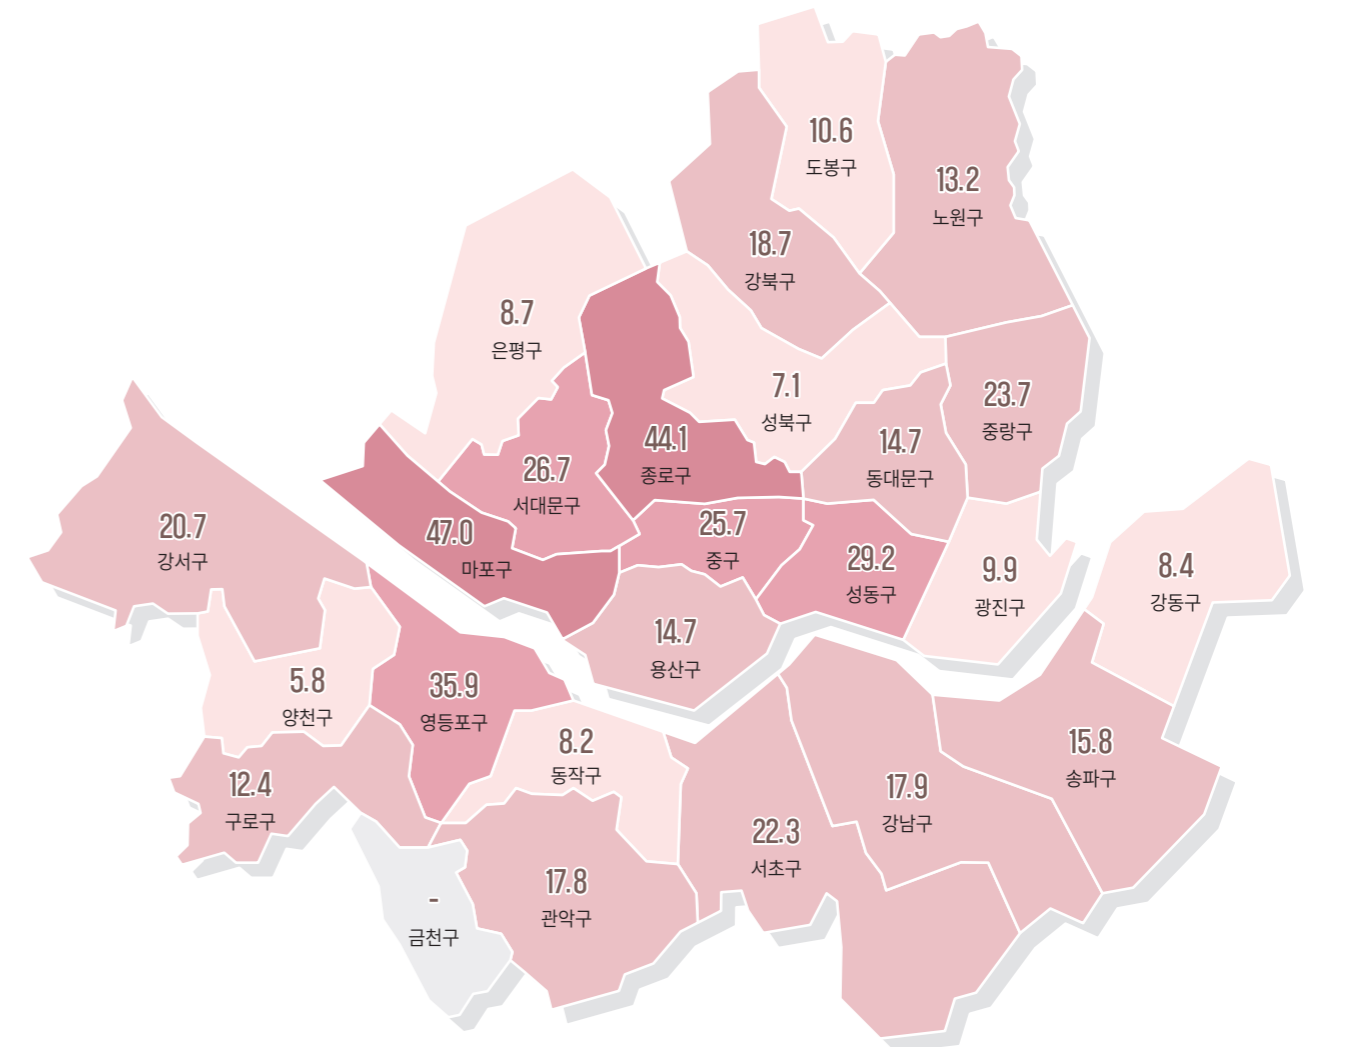 10.6
도봉구
13.2
노원구
18.7
강북구
8.7
은평구
7.1
성북구
23.7
중랑구
14.7
동대문구
44.1
종로구
26.7
서대문구
47.0
마포구
25.7
중구
29.2
성동구
9.9
광진구
8.4
강동구
20.7
강서구
14.7
용산구
5.8
양천구
35.9
영등포구
8.2
동작구
15.8
송파구
12.4
구로구
17.9
강남구
22.3
서초구
17.8
관악구
-
금천구